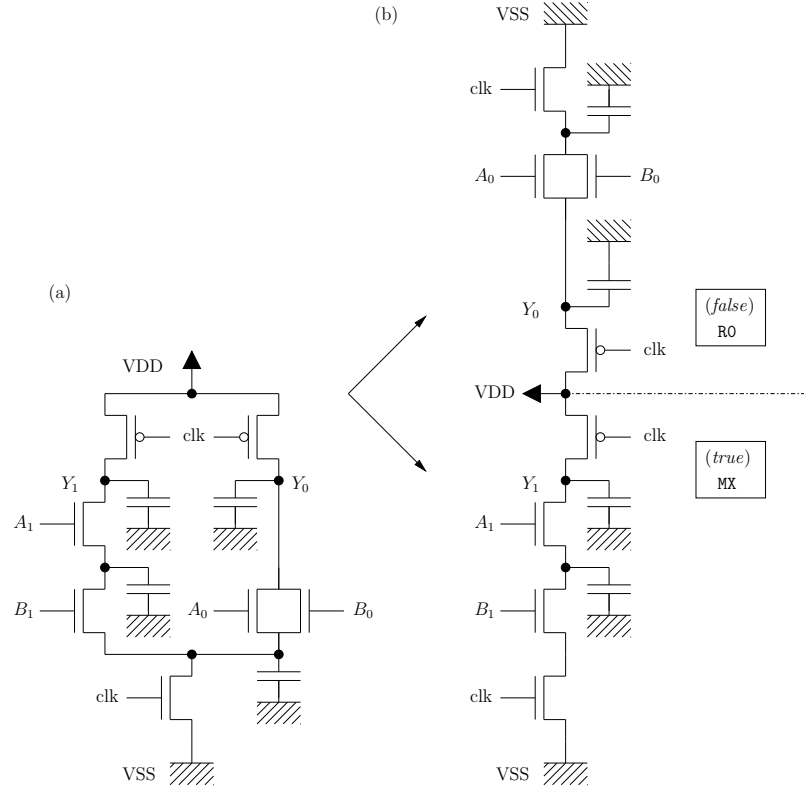 (b)
VSS
clk
A₀
B₀
Y₀
(false)
R0
clk
VDD
clk
(true)
MX
Y₁
A₁
B₁
clk
VSS
(a)
VDD
clk
Y₁
Y₀
A₁
B₁
A₀
B₀
clk
VSS